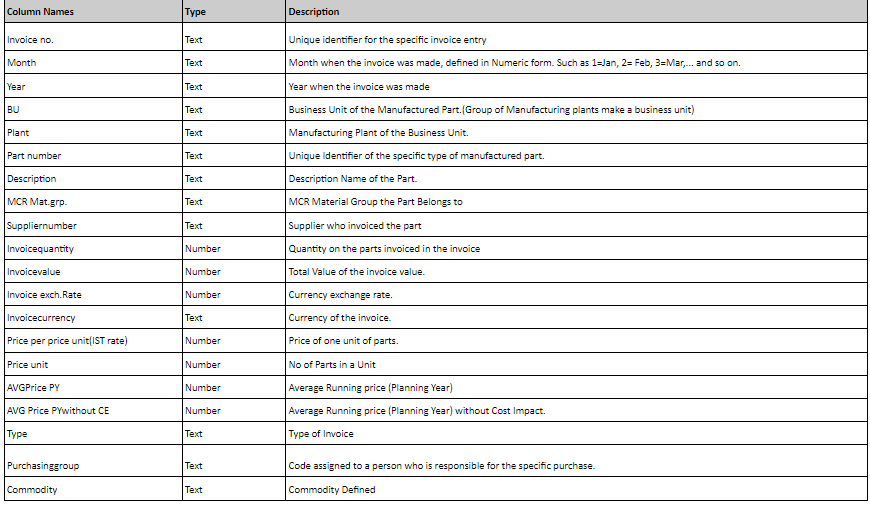 Column Names Type Description
Invoice no. Text Unique identifier for the specific invoice entry
Month Text Month when the invoice was made, defined in Numeric form. Such as 1=Jan, 2= Feb, 3=Mar,... and so on.
Year Text Year when the invoice was made
BU Text Business Unit of the Manufactured Part.(Group of Manufacturing plants make a business unit)
Plant Text Manufacturing Plant of the Business Unit.
Part number Text Unique Identifier of the specific type of manufactured part.
Description Text Description Name of the Part.
MCR Mat.grp. Text MCR Material Group the Part Belongs to
Suppliernumber Text Supplier who invoiced the part
Invoicequantity Number Quantity on the parts invoiced in the invoice
Invoicevalue Number Total Value of the invoice value.
Invoice exch.Rate Number Currency exchange rate.
Invoicecurrency Text Currency of the invoice.
Price per price unit(IST rate) Number Price of one unit of parts.
Price unit Number No of Parts in a Unit
AVGPrice PY Number Average Running price (Planning Year)
AVG Price PYwithout CE Number Average Running price (Planning Year) without Cost Impact.
Type Text Type of Invoice
Purchasinggroup Text Code assigned to a person who is responsible for the specific purchase.
Commodity Text Commodity Defined